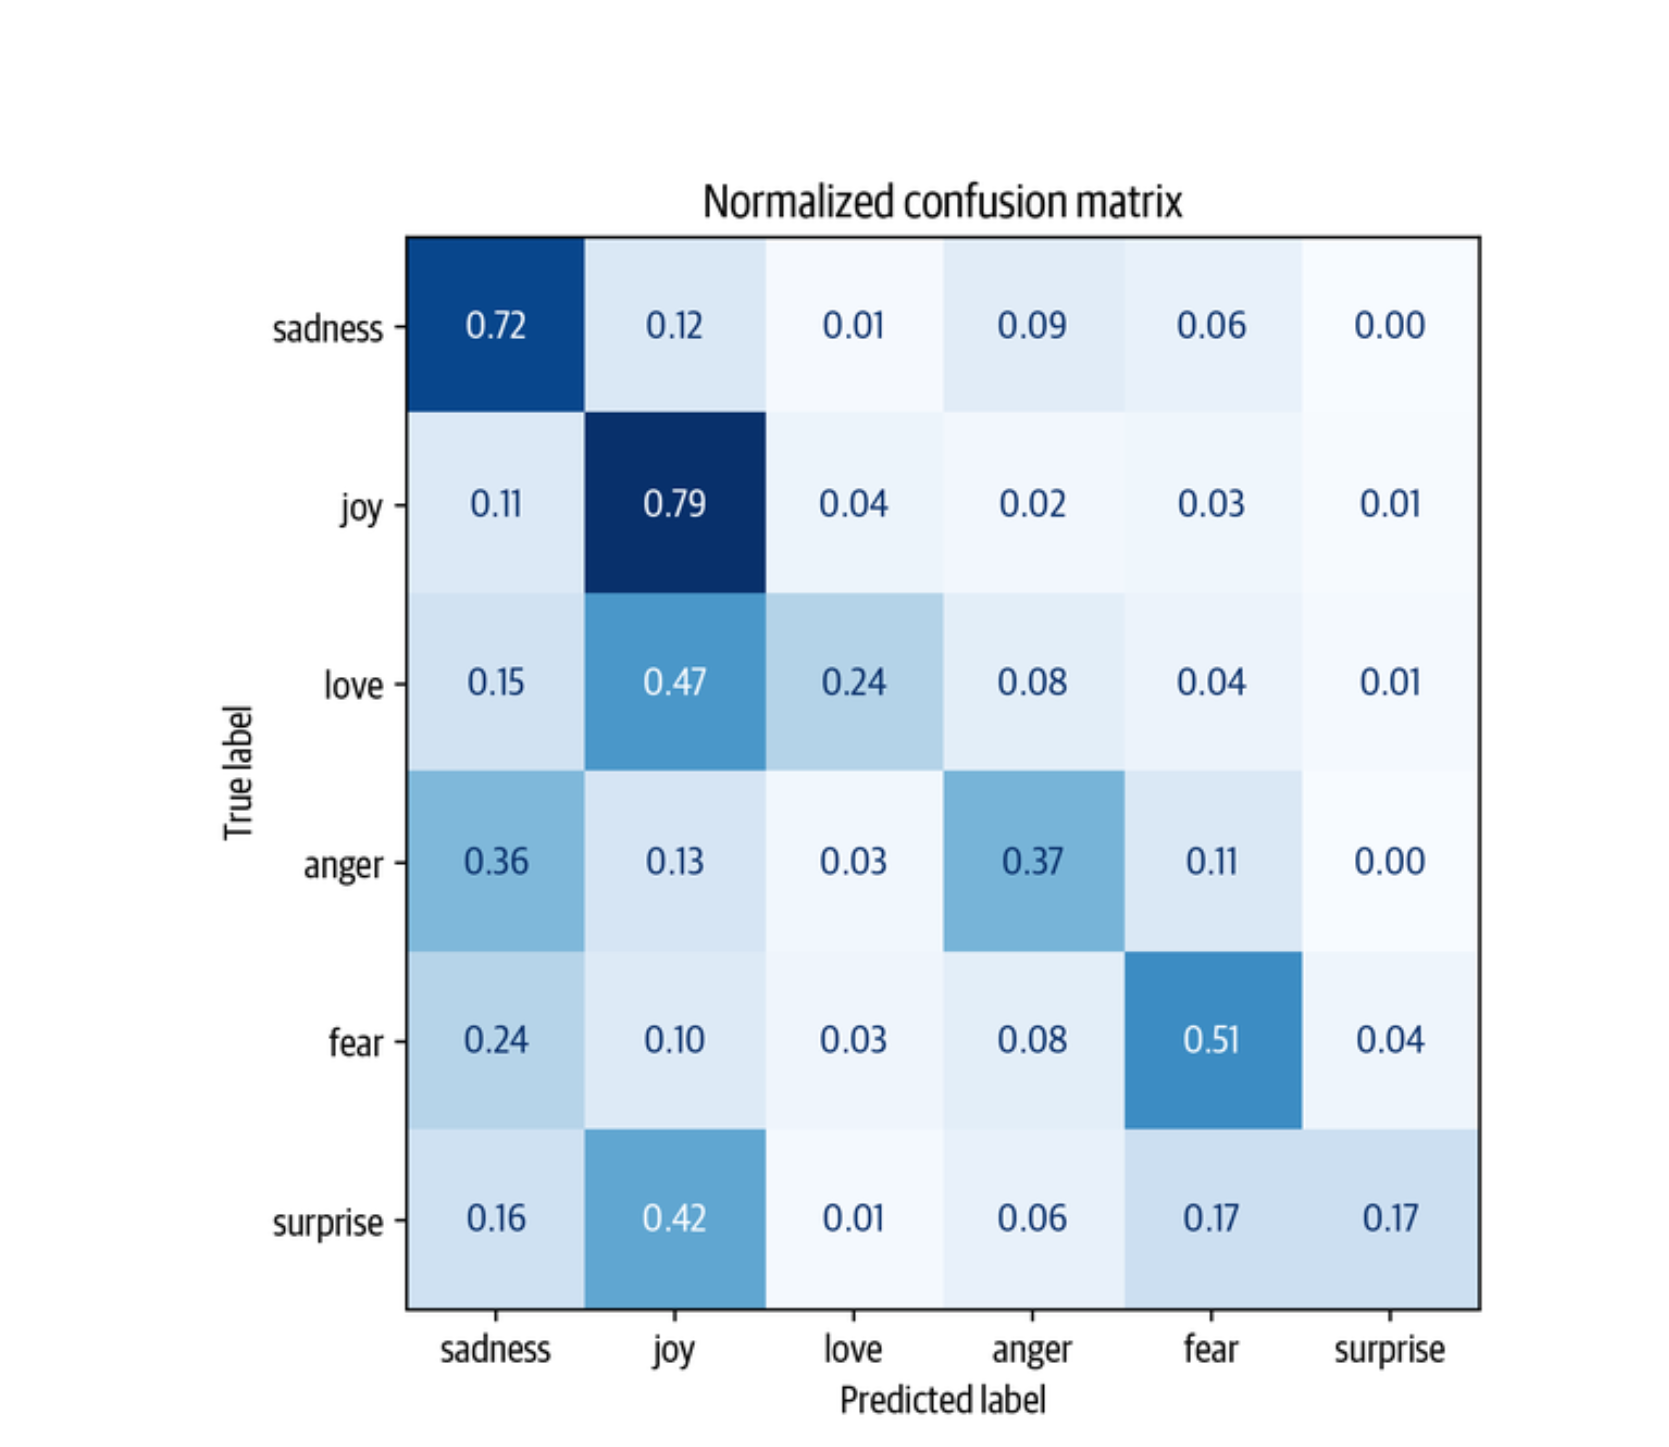 Normalized confusion matrix
sadness 0.72 0.12 0.01 0.09 0.06 0.00
joy 0.11 0.79 0.04 0.02 0.03 0.01
love 0.15 0.47 0.24 0.08 0.04 0.01
True label
anger 0.36 0.13 0.03 0.37 0.11 0.00
fear 0.24 0.10 0.03 0.08 0.51 0.04
surprise 0.16 0.42 0.01 0.06 0.17 0.17
sadness joy love anger fear surprise
Predicted label